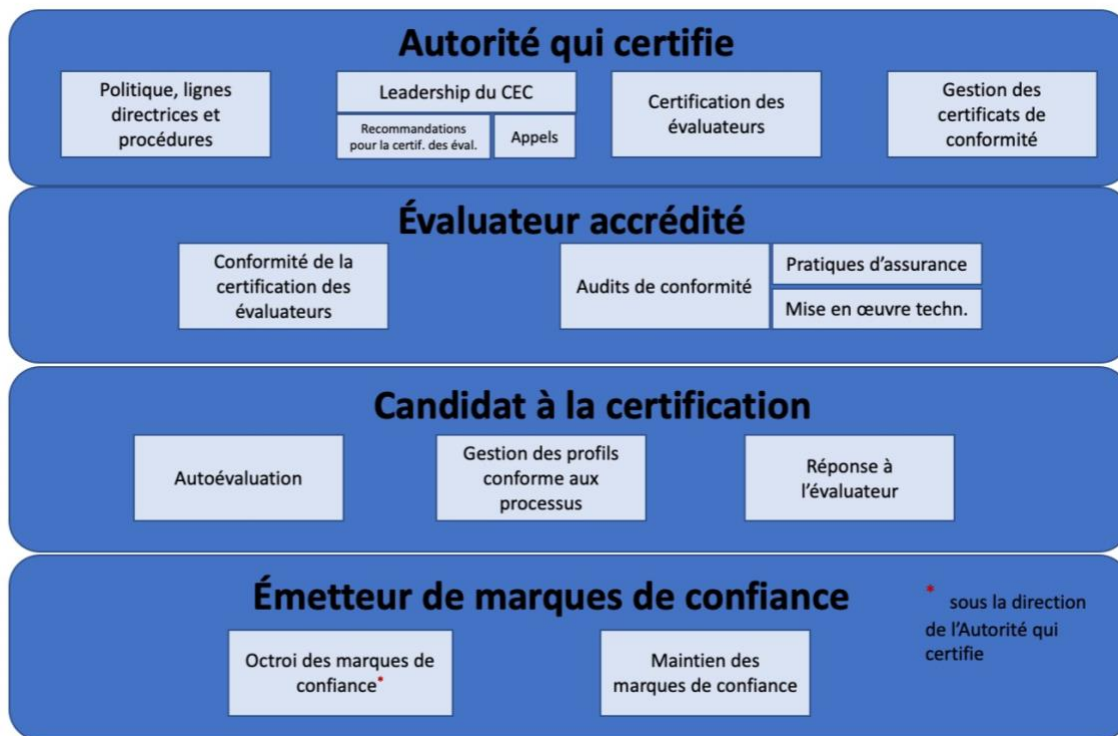 Autorité qui certifie
Politique, lignes
directrices et
procédures
Leadership du CEC
Recommandations
pour la certif. des éval.
Appels
Certification des
évaluateurs
Gestion des
certificats de
conformité
Évaluateur accrédité
Conformité de la
certification des
évaluateurs
Audits de conformité
Pratiques d’assurance
Mise en œuvre techn.
Candidat à la certification
Autoévaluation
Gestion des profils
conforme aux
processus
Réponse à
l’évaluateur
Émetteur de marques de confiance
Octroi des marques de
confiance*
Maintien des
marques de confiance
* sous la direction
de l’Autorité qui
certifie